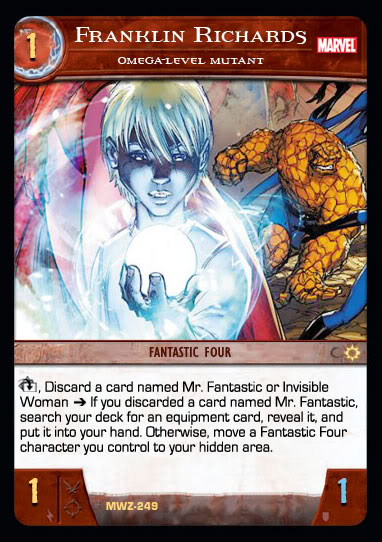 1
Franklin Richards
MARVEL
Omega-Level Mutant
FANTASTIC FOUR
C
, Discard a card named Mr. Fantastic or Invisible
Woman ➔ If you discarded a card named Mr. Fantastic,
search your deck for an equipment card, reveal it, and
put it into your hand. Otherwise, move a Fantastic Four
character you control to your hidden area.
1
MWZ-249
1